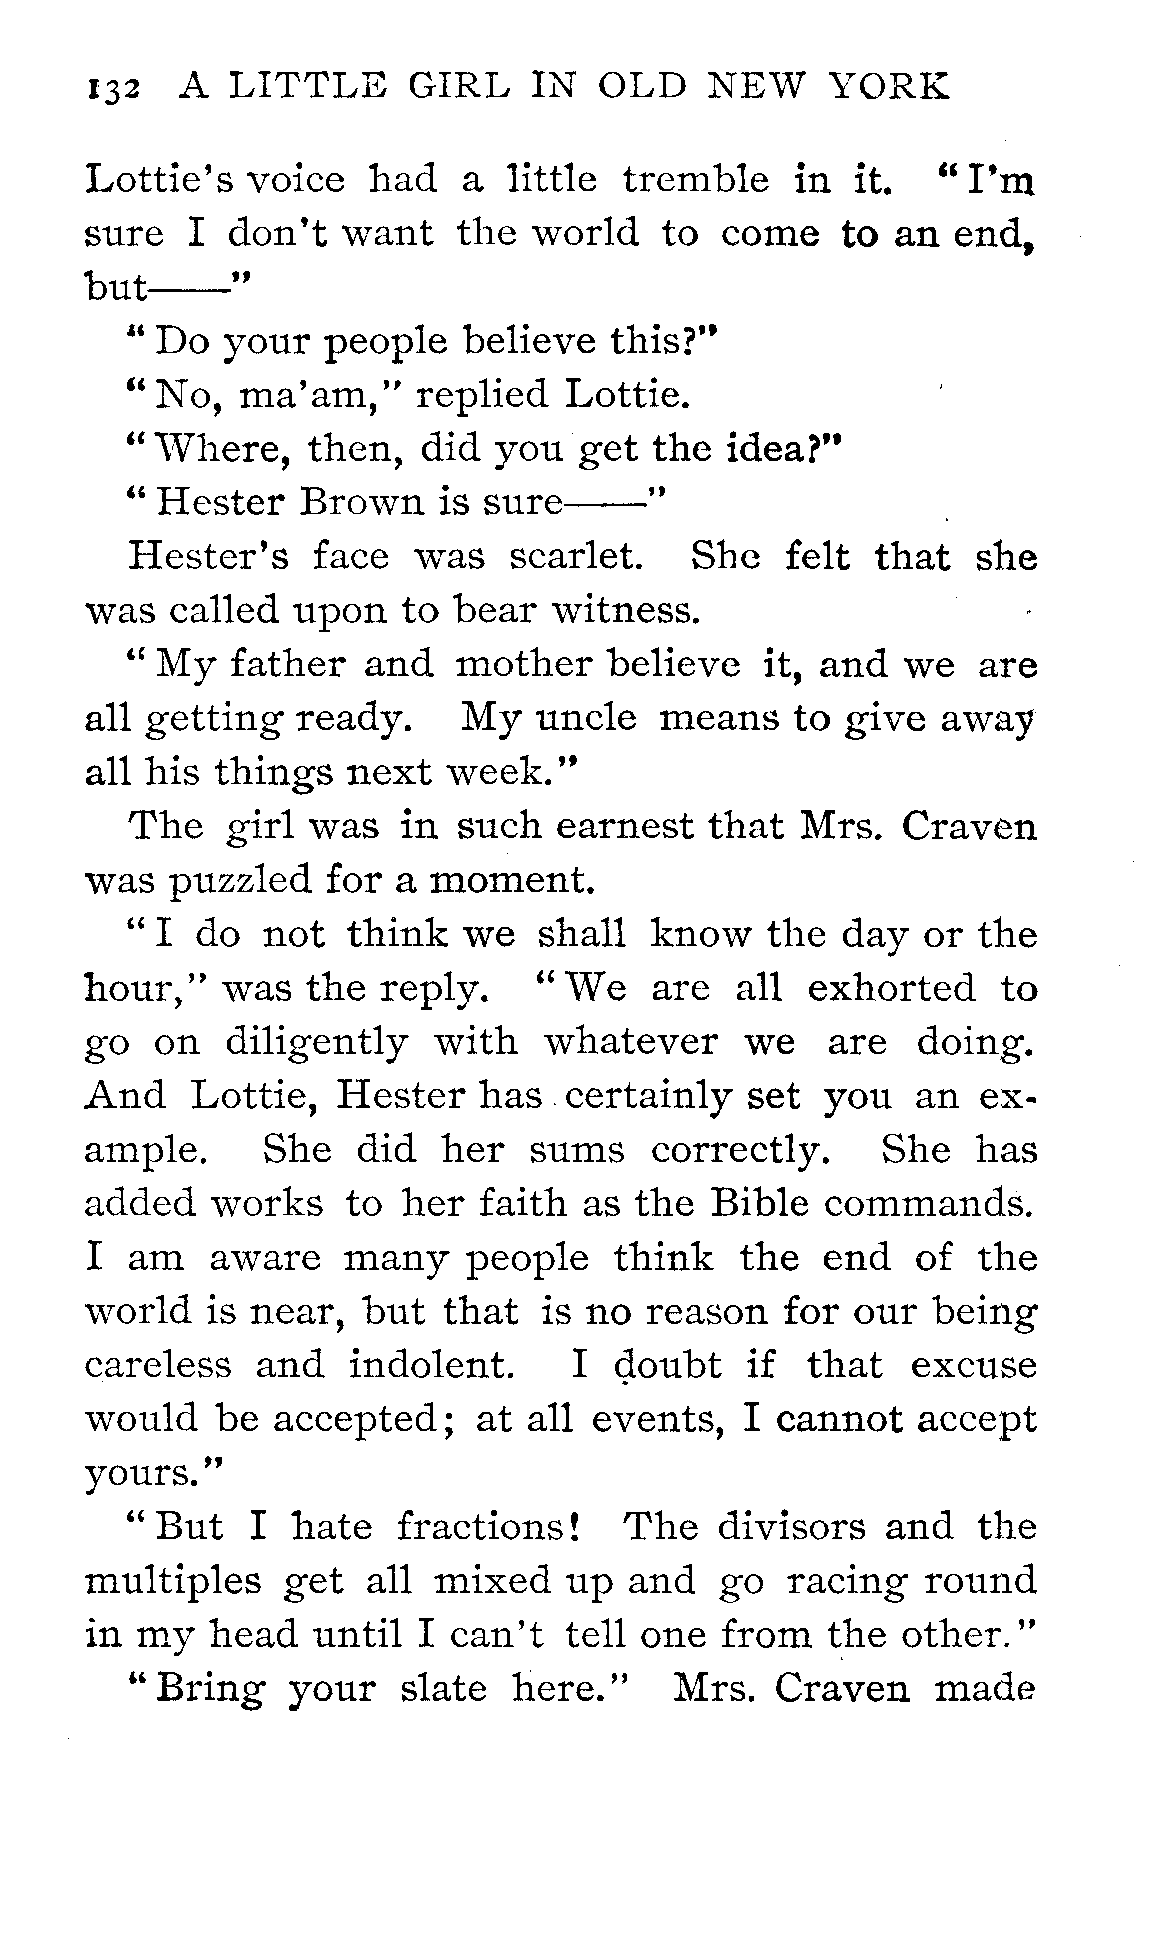 132 A LITTLE GIRL IN OLD NEW YORK
Lottie's voice had a little tremble in it. "I'm
sure I don't want the world to come to an end,
but——"
"Do your people believe this?"
"No, ma'am," replied Lottie.
"Where, then, did you get the idea?"
"Hester Brown is sure——"
Hester's face was scarlet. She felt that she
was called upon to bear witness.
"My father and mother believe it, and we are
all getting ready. My uncle means to give away
all his things next week."
The girl was in such earnest that Mrs. Craven
was puzzled for a moment.
"I do not think we shall know the day or the
hour," was the reply. "We are all exhorted to
go on diligently with whatever we are doing.
And Lottie, Hester has certainly set you an ex-
ample. She did her sums correctly. She has
added works to her faith as the Bible commands.
I am aware many people think the end of the
world is near, but that is no reason for our being
careless and indolent. I doubt if that excuse
would be accepted; at all events, I cannot accept
yours."
"But I hate fractions! The divisors and the
multiples get all mixed up and go racing round
in my head until I can't tell one from the other."
"Bring your slate here." Mrs. Craven made